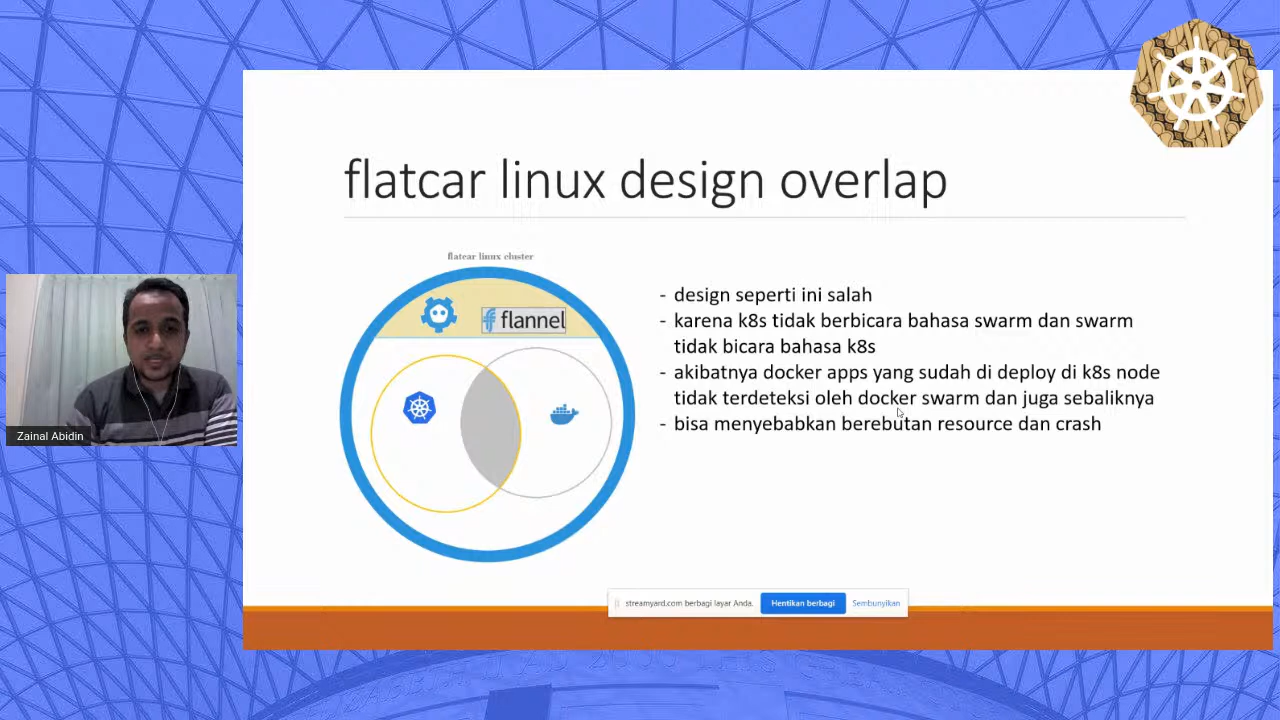 flatcar linux design overlap
flatcar linux cluster
flannel
- design seperti ini salah
- karena k8s tidak berbicara bahasa swarm dan swarm
tidak bicara bahasa k8s
- akibatnya docker apps yang sudah di deploy di k8s node
tidak terdeteksi oleh docker swarm dan juga sebaliknya
- bisa menyebabkan berebutan resource dan crash
Zainal Abidin
streamyard.com berbagi layar Anda.
Hentikan berbagi
Sembunyikan